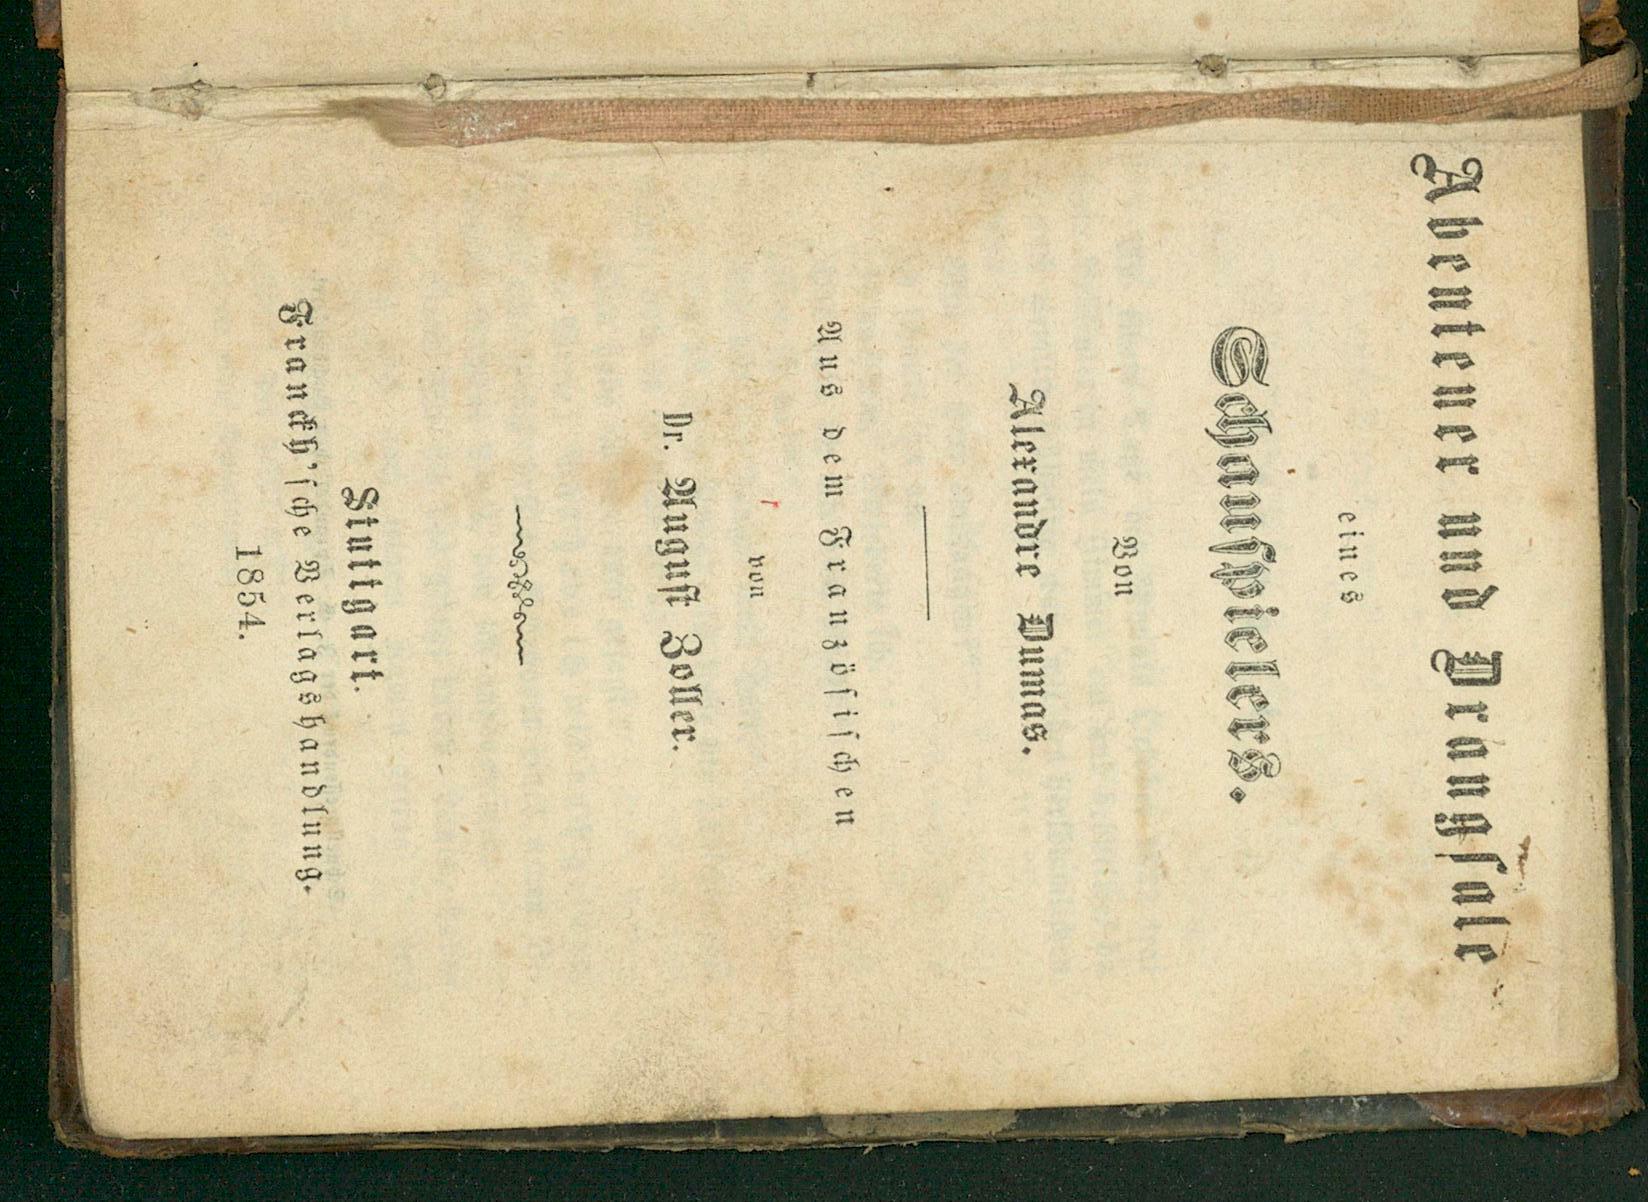 Abenteuer und Drangsale
eines
Schauspielers.
Von
Alexandre Dumas.
Aus dem Französischen
von
Dr. August Zoller.
Stuttgart.
Franckh'sche Verlagshandlung.
1854.